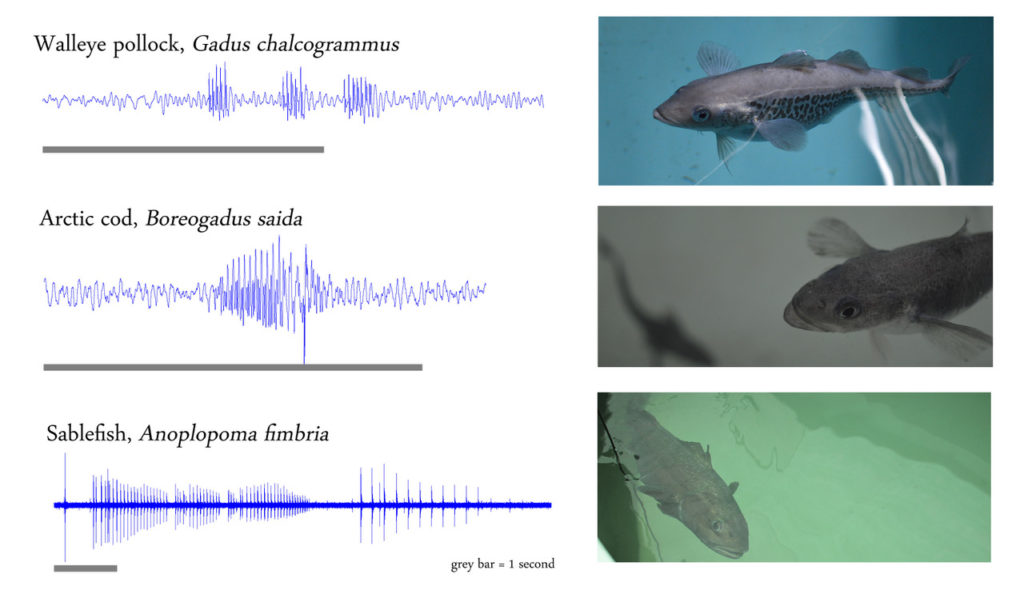 Walleye pollock, Gadus chalcogrammus
Arctic cod, Boreogadus saida
Sablefish, Anoplopoma fimbria
grey bar = 1 second